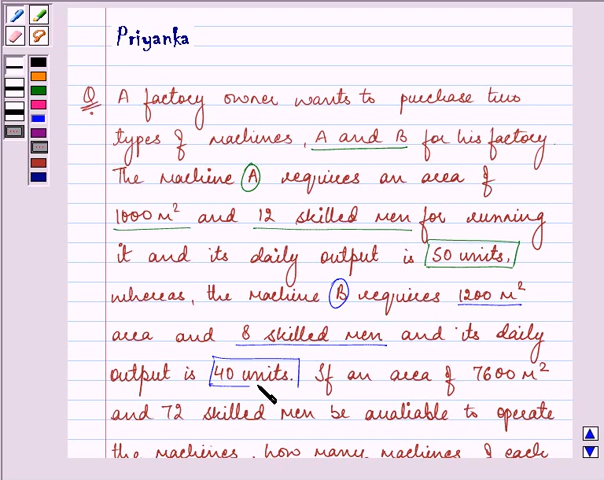 Priyanka
Q A factory owner wants to purchase two
types of machines, A and B for his factory.
The machine A requires an area of
1000 M² and 12 skilled men for running
it and its daily output is 50 units,
whereas, the machine B requires 1200 M²
area and 8 skilled men and its daily
output is 40 units. If an area of 7600 M²
and 72 skilled men be avaliable to operate
the machines, how many machines of each